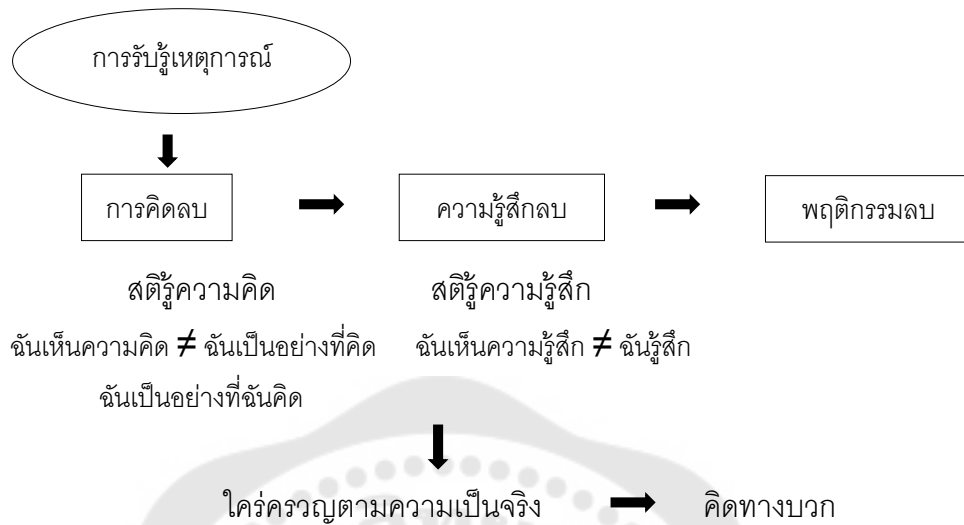 การรับรู้เหตุการณ์
การคิดลบ ความรู้สึกลบ พฤติกรรมลบ
สติรู้ความคิด สติรู้ความรู้สึก
ฉันเห็นความคิด ≠ ฉันเป็นอย่างที่คิด ฉันเห็นความรู้สึก ≠ ฉันรู้สึก
ฉันเป็นอย่างที่ฉันคิด
ใคร่ครวญตามความเป็นจริง คิดทางบวก